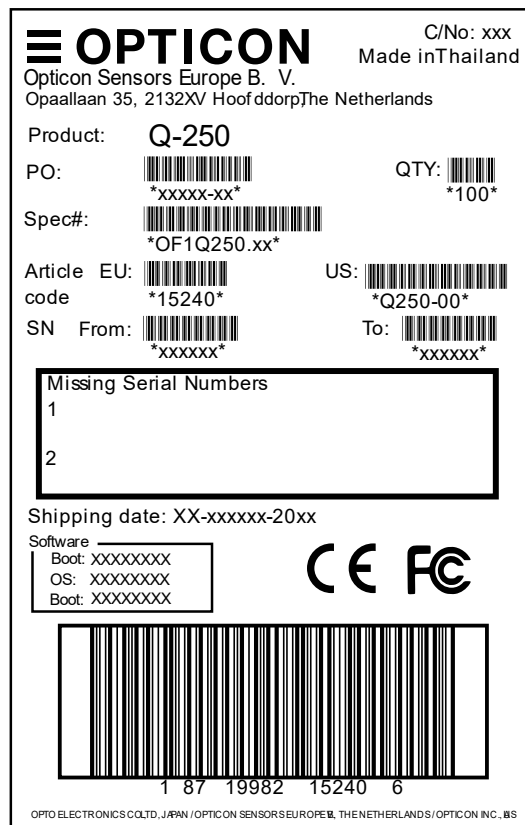 OPTICON
C/No: xxx
Made inThailand
Opticon Sensors Europe B. V.
Opaallaan 35, 2132XV Hoofddorp,The Netherlands
Product: Q-250
PO: *xxxxx-xx* QTY: *100*
Spec#: *OF1Q250.xx*
Article code EU: *15240* US: *Q250-00*
SN From: *xxxxxx* To: *xxxxxx*
Missing Serial Numbers
1
2
Shipping date: XX-xxxxxx-20xx
Software
Boot: XXXXXXXX
OS: XXXXXXXX
Boot: XXXXXXXX
CE FC
1 87 19982 15240 6
OPTOELECTRONICS CO.,LTD, JAPAN / OPTICON SENSORS EUROPE B.V., THE NETHERLANDS / OPTICON INC., US